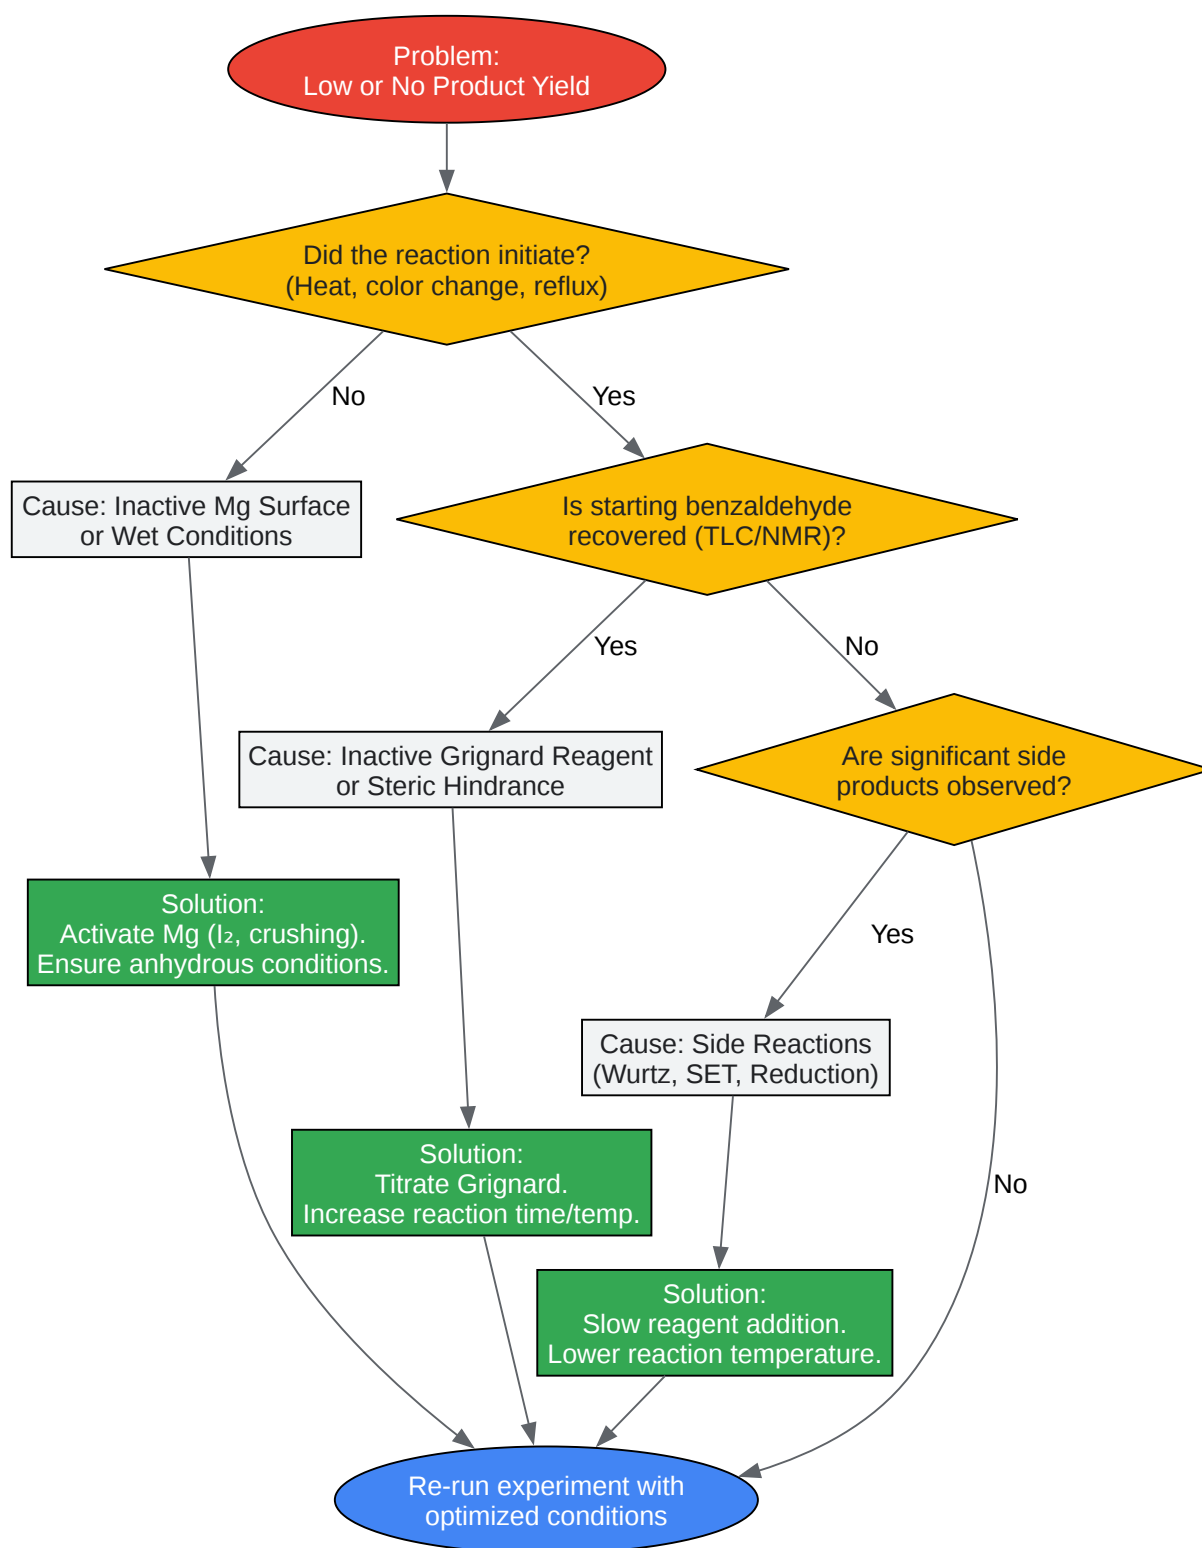 Problem:
Low or No Product Yield
Did the reaction initiate?
(Heat, color change, reflux)
No
Yes
Cause: Inactive Mg Surface
or Wet Conditions
Is starting benzaldehyde
recovered (TLC/NMR)?
Yes
No
Cause: Inactive Grignard Reagent
or Steric Hindrance
Are significant side
products observed?
Solution:
Activate Mg (I₂, crushing).
Ensure anhydrous conditions.
Yes
Cause: Side Reactions
(Wurtz, SET, Reduction)
Solution:
Titrate Grignard.
Increase reaction time/temp.
No
Solution:
Slow reagent addition.
Lower reaction temperature.
Re-run experiment with
optimized conditions